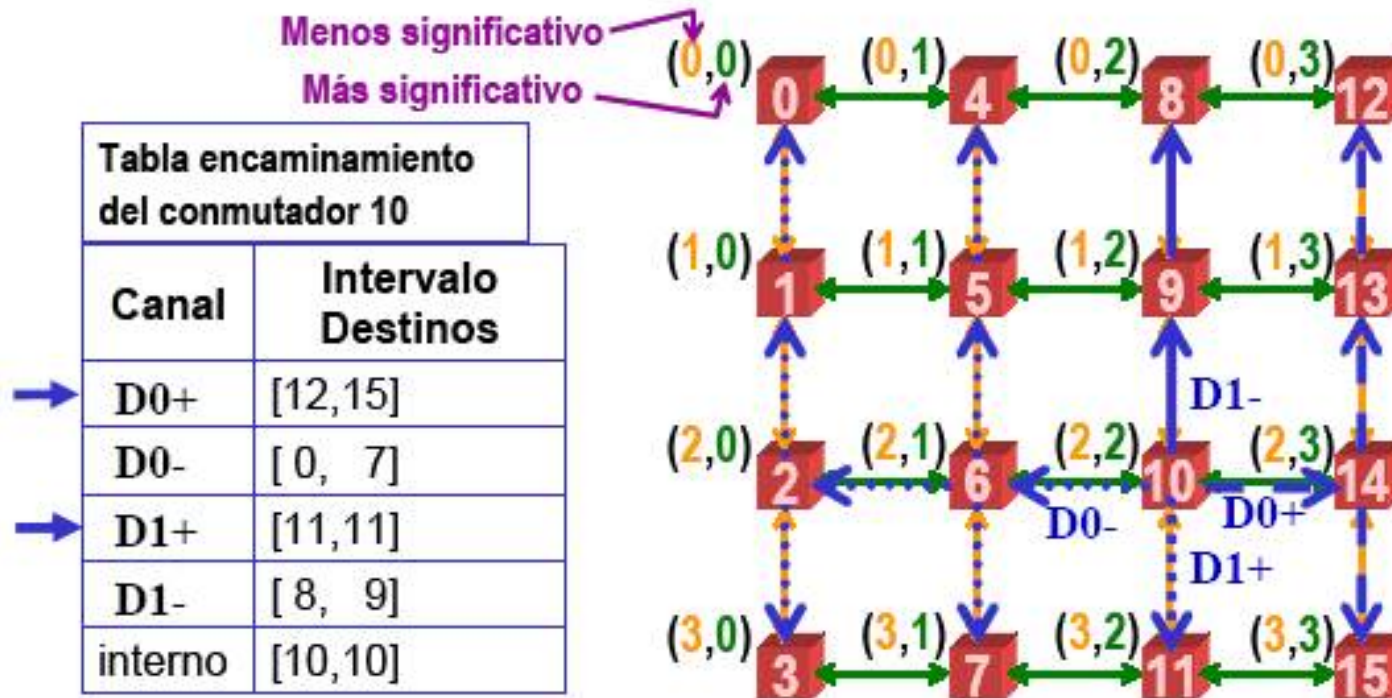 Menos significativo
Más significativo
Tabla encaminamiento
del conmutador 10
Canal
Intervalo
Destinos
D0+ [12,15]
D0- [ 0, 7]
D1+ [11,11]
D1- [ 8, 9]
interno [10,10]
(0,0) (0,1) (0,2) (0,3)
0 4 8 12
(1,0) (1,1) (1,2) (1,3)
1 5 9 13
D1-
(2,0) (2,1) (2,2) (2,3)
2 6 10 14
D0- D0+
D1+
(3,0) (3,1) (3,2) (3,3)
3 7 11 15